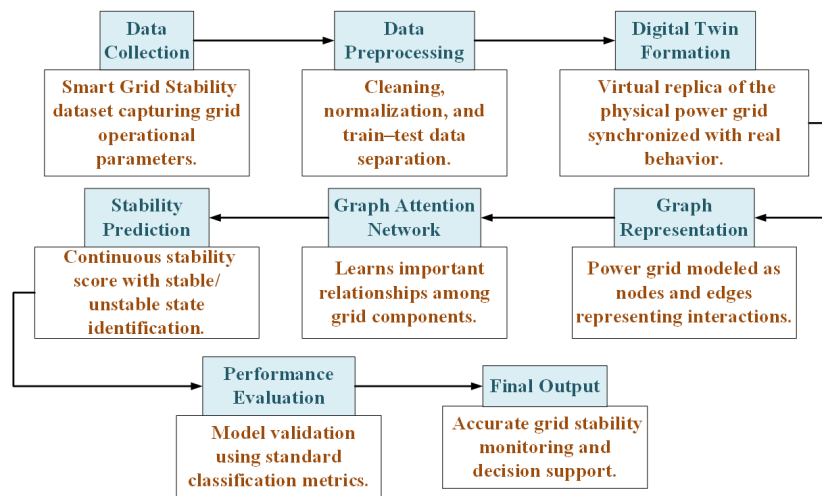 Data
Collection
Smart Grid Stability
dataset capturing grid
operational
parameters.
Data
Preprocessing
Cleaning,
normalization, and
train–test data
separation.
Digital Twin
Formation
Virtual replica of the
physical power grid
synchronized with real
behavior.
Graph
Representation
Power grid modeled as
nodes and edges
representing interactions.
Graph Attention
Network
Learns important
relationships among
grid components.
Stability
Prediction
Continuous stability
score with stable/
unstable state
identification.
Performance
Evaluation
Model validation
using standard
classification metrics.
Final Output
Accurate grid stability
monitoring and
decision support.